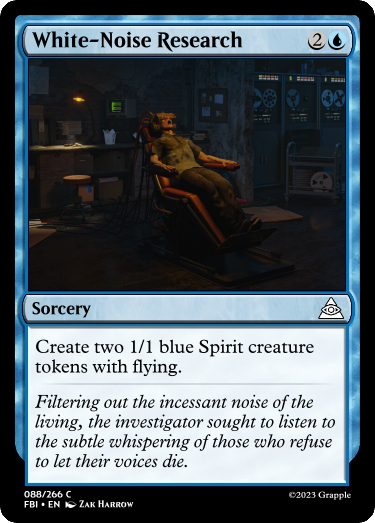 White-Noise Research 2
Sorcery
Create two 1/1 blue Spirit creature
tokens with flying.
Filtering out the incessant noise of the
living, the investigator sought to listen to
the subtle whispering of those who refuse
to let their voices die.
088/266 C
FBI • EN Zak Harrow ©2023 Grapple